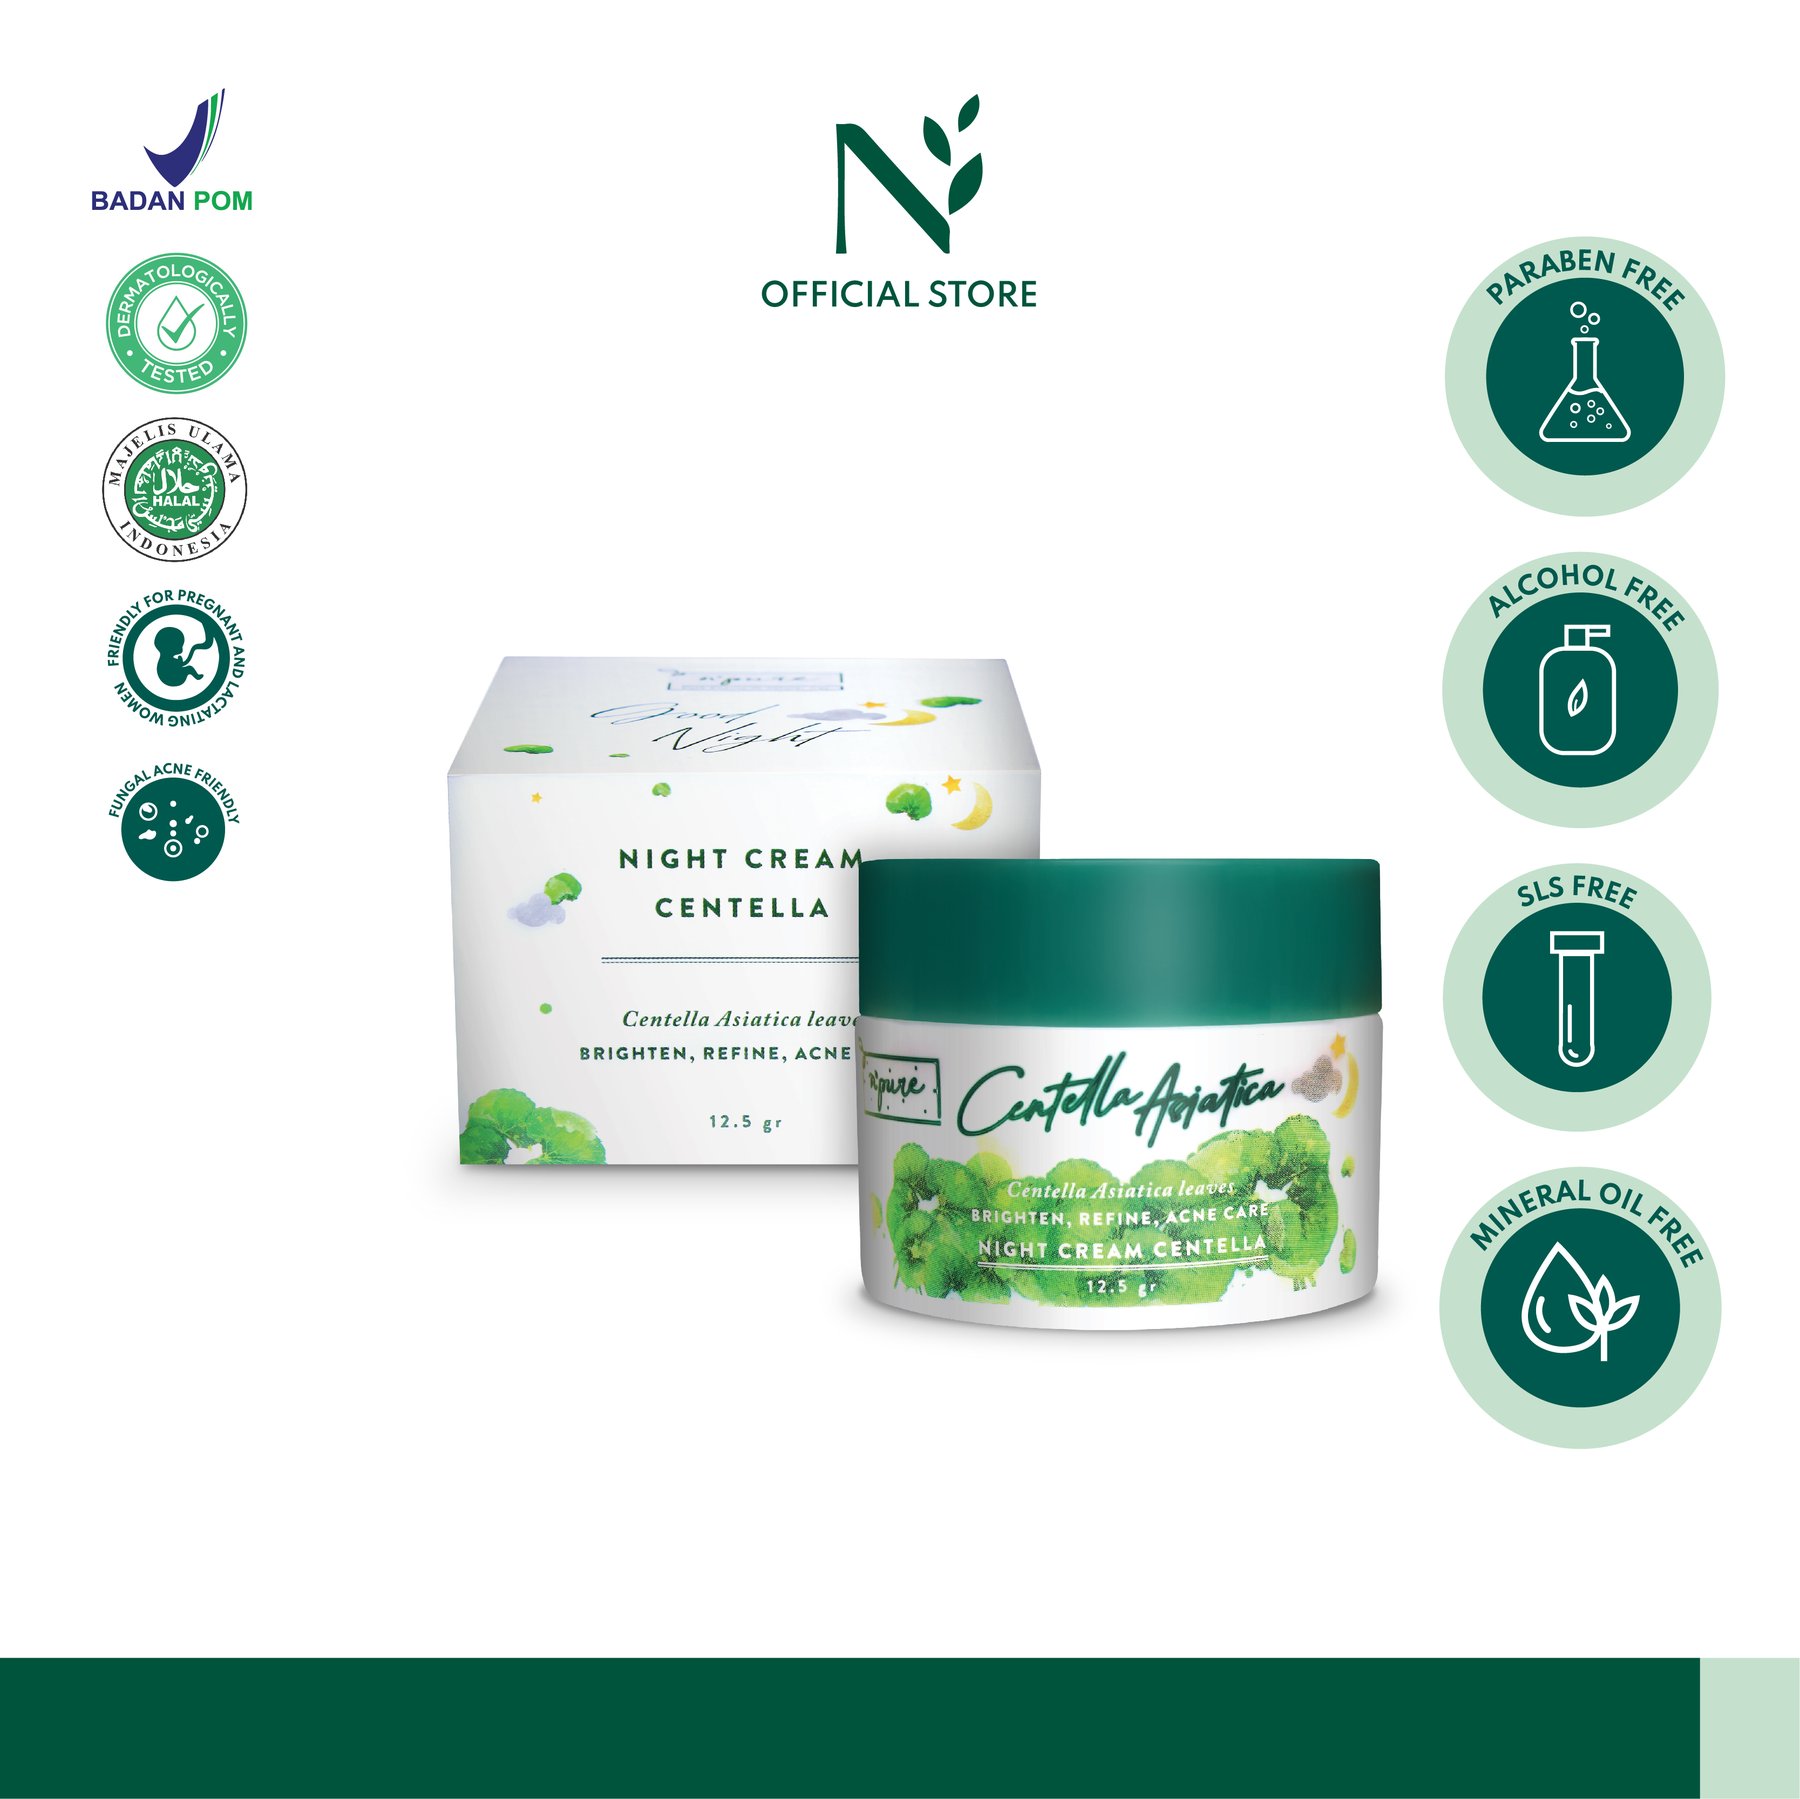 BADAN POM
DERMATOLOGICALLY
TESTED
MAJELIS ULAMA
حلال
HALAL
INDONESIA
FRIENDLY FOR PREGNANT AND LACTATING WOMEN
FUNGAL ACNE FRIENDLY
N
OFFICIAL STORE
n'pure
Good
Night
NIGHT CREAM
CENTELLA
Centella Asiatica leave
BRIGHTEN, REFINE, ACNE
12.5 gr
n'pure
Centella Asiatica
Centella Asiatica leaves
BRIGHTEN, REFINE, ACNE CARE
NIGHT CREAM CENTELLA
12.5 gr
PARABEN FREE
ALCOHOL FREE
SLS FREE
MINERAL OIL FREE